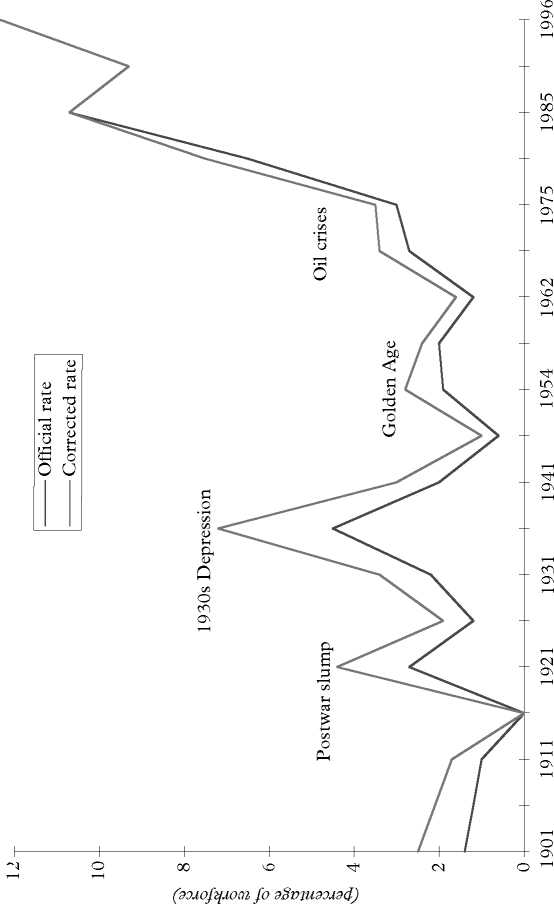 (percentage of workforce)
12
10
8
6
4
2
0
Official rate
Corrected rate
Postwar slump
1930s Depression
Golden Age
Oil crises
1901
1911
1921
1931
1941
1954
1962
1975
1985
1996